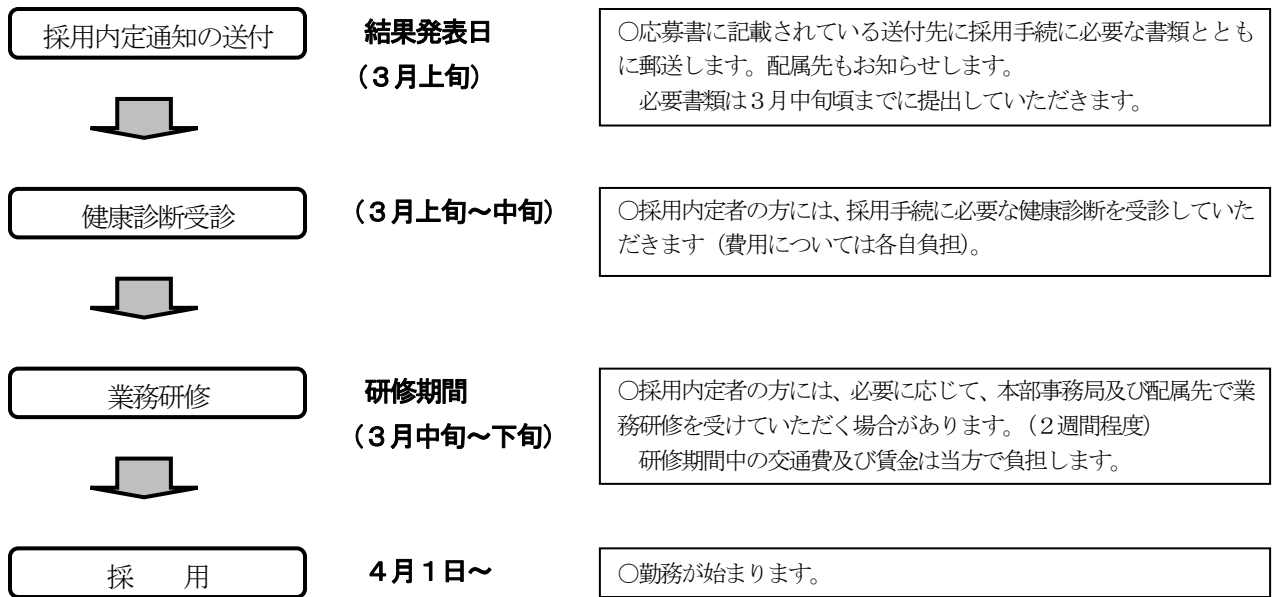 採用内定通知の送付
結果発表日
(３月上旬)
○応募書に記載されている送付先に採用手続に必要な書類ととも
に郵送します。配属先もお知らせします。
必要書類は３月中旬頃までに提出していただきます。
健康診断受診
(３月上旬～中旬)
○採用内定者の方には、採用手続に必要な健康診断を受診していた
だきます（費用については各自負担）。
業務研修
研修期間
(３月中旬～下旬)
○採用内定者の方には、必要に応じて、本部事務局及び配属先で業
務研修を受けていただく場合があります。（２週間程度）
研修期間中の交通費及び賃金は当方で負担します。
採　　用
４月１日～
○勤務が始まります。